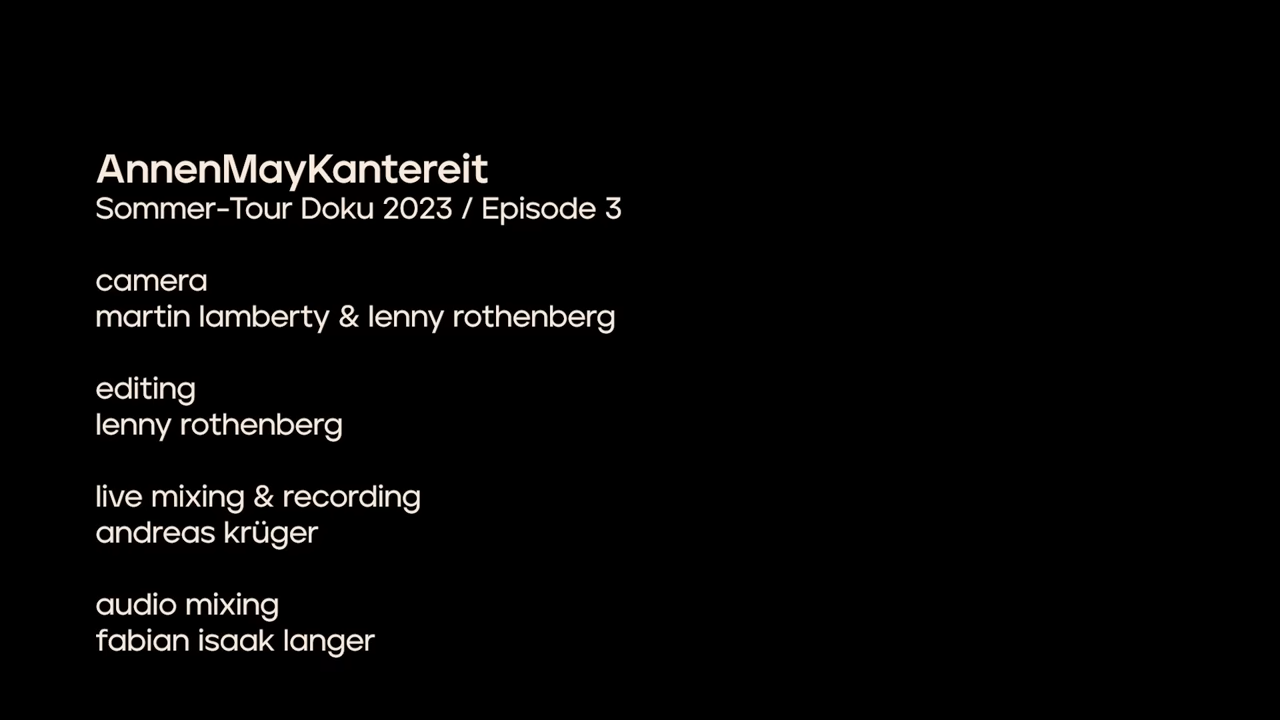 AnnenMayKantereit
Sommer-Tour Doku 2023 / Episode 3
camera
martin lamberty & lenny rothenberg
editing
lenny rothenberg
live mixing & recording
andreas krüger
audio mixing
fabian isaak langer